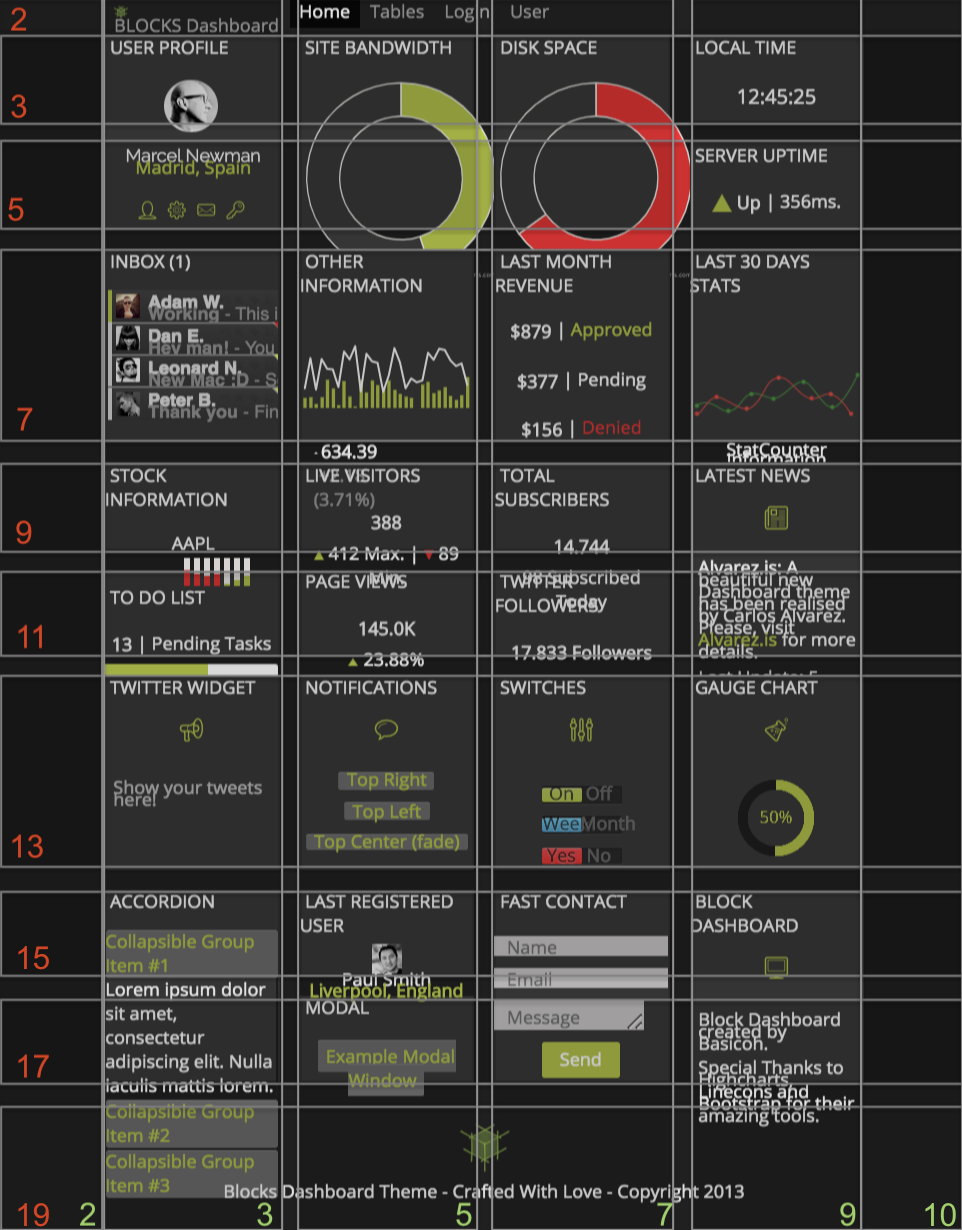 2
BLOCKS Dashboard
Home
Tables
Login
User
3
USER PROFILE
Marcel Newman
Madrid, Spain
SITE BANDWIDTH
DISK SPACE
LOCAL TIME
12:45:25
5
SERVER UPTIME
Up | 356ms.
7
INBOX (1)
Adam W.
Working - This i
Dan E.
Hey man! - You
Leonard N.
New Mac :D - S
Peter B.
Thank you - Fin
OTHER
INFORMATION
- 634.39
(3.71%)
LAST MONTH
REVENUE
$879 | Approved
$377 | Pending
$156 | Denied
LAST 30 DAYS
STATS
StatCounter
Information
9
STOCK
INFORMATION
AAPL
LIVE VISITORS
388
412 Max. | 89
Min.
TOTAL
SUBSCRIBERS
14.744
98 Subscribed
Today
LATEST NEWS
Alvarez.is: A
beautiful new
Dashboard theme
has been realised
by Carlos Alvarez.
Please, visit
Alvarez.is for more
details.
11
TO DO LIST
13 | Pending Tasks
PAGE VIEWS
145.0K
23.88%
TWITTER
FOLLOWERS
17.833 Followers
13
TWITTER WIDGET
Show your tweets
here!
NOTIFICATIONS
Top Right
Top Left
Top Center (fade)
SWITCHES
On Off
Wee Month
Yes No
GAUGE CHART
50%
15
ACCORDION
Collapsible Group
Item #1
Lorem ipsum dolor
sit amet,
consectetur
adipiscing elit. Nulla
iaculis mattis lorem.
Collapsible Group
Item #2
Collapsible Group
Item #3
LAST REGISTERED
USER
Paul Smith
Liverpool, England
17
MODAL
Example Modal
Window
FAST CONTACT
Name
Email
Message
Send
BLOCK
DASHBOARD
Block Dashboard
created by
Basicon.
Special Thanks to
Highcharts,
Linecons and
Bootstrap for their
amazing tools.
Blocks Dashboard Theme - Crafted With Love - Copyright 2013
19
2
3
5
7
9
10